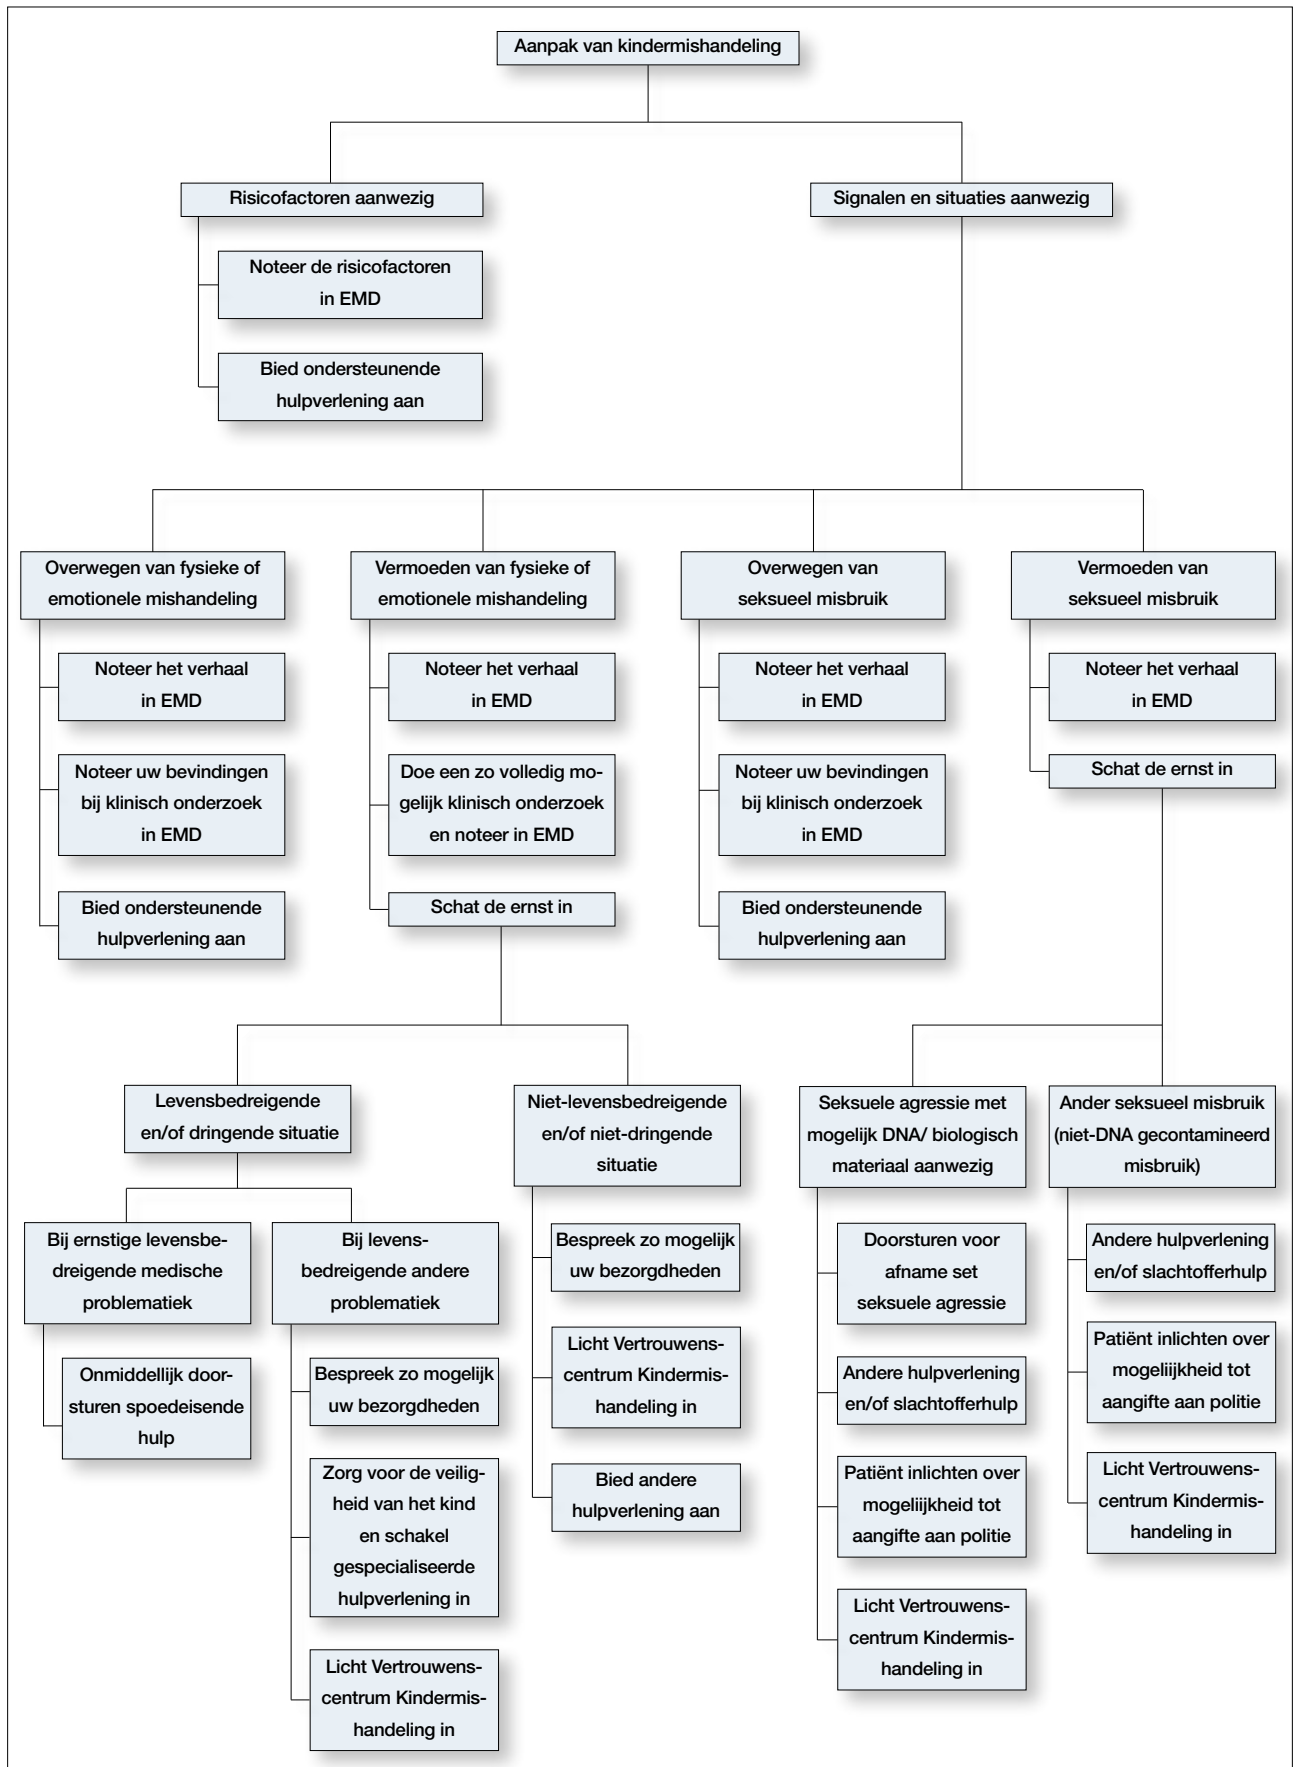 Aanpak van kindermishandeling
Risicofactoren aanwezig
Noteer de risicofactoren
in EMD
Bied ondersteunende
hulpverlening aan
Signalen en situaties aanwezig
Overwegen van fysieke of
emotionele mishandeling
Noteer het verhaal
in EMD
Noteer uw bevindingen
bij klinisch onderzoek
in EMD
Bied ondersteunende
hulpverlening aan
Vermoeden van fysieke of
emotionele mishandeling
Noteer het verhaal
in EMD
Doe een zo volledig mo-
gelijk klinisch onderzoek
en noteer in EMD
Schat de ernst in
Levensbedreigende
en/of dringende situatie
Bij ernstige levensbe-
dreigende medische
problematiek
Onmiddellijk door-
sturen spoedeisende
hulp
Bij levens-
bedreigende andere
problematiek
Bespreek zo mogelijk
uw bezorgdheden
Zorg voor de veilig-
heid van het kind
en schakel
gespecialiseerde
hulpverlening in
Licht Vertrouwens-
centrum Kindermis-
handeling in
Niet-levensbedreigende
en/of niet-dringende
situatie
Bespreek zo mogelijk
uw bezorgdheden
Licht Vertrouwens-
centrum Kindermis-
handeling in
Bied andere
hulpverlening aan
Overwegen van
seksueel misbruik
Noteer het verhaal
in EMD
Noteer uw bevindingen
bij klinisch onderzoek
in EMD
Bied ondersteunende
hulpverlening aan
Vermoeden van
seksueel misbruik
Noteer het verhaal
in EMD
Schat de ernst in
Seksuele agressie met
mogelijk DNA/ biologisch
materiaal aanwezig
Doorsturen voor
afname set
seksuele agressie
Andere hulpverlening
en/of slachtofferhulp
Patiënt inlichten over
mogeliijkheid tot
aangifte aan politie
Licht Vertrouwens-
centrum Kindermis-
handeling in
Ander seksueel misbruik
(niet-DNA gecontamineerd
misbruik)
Andere hulpverlening
en/of slachtofferhulp
Patiënt inlichten over
mogeliijkheid tot
aangifte aan politie
Licht Vertrouwens-
centrum Kindermis-
handeling in